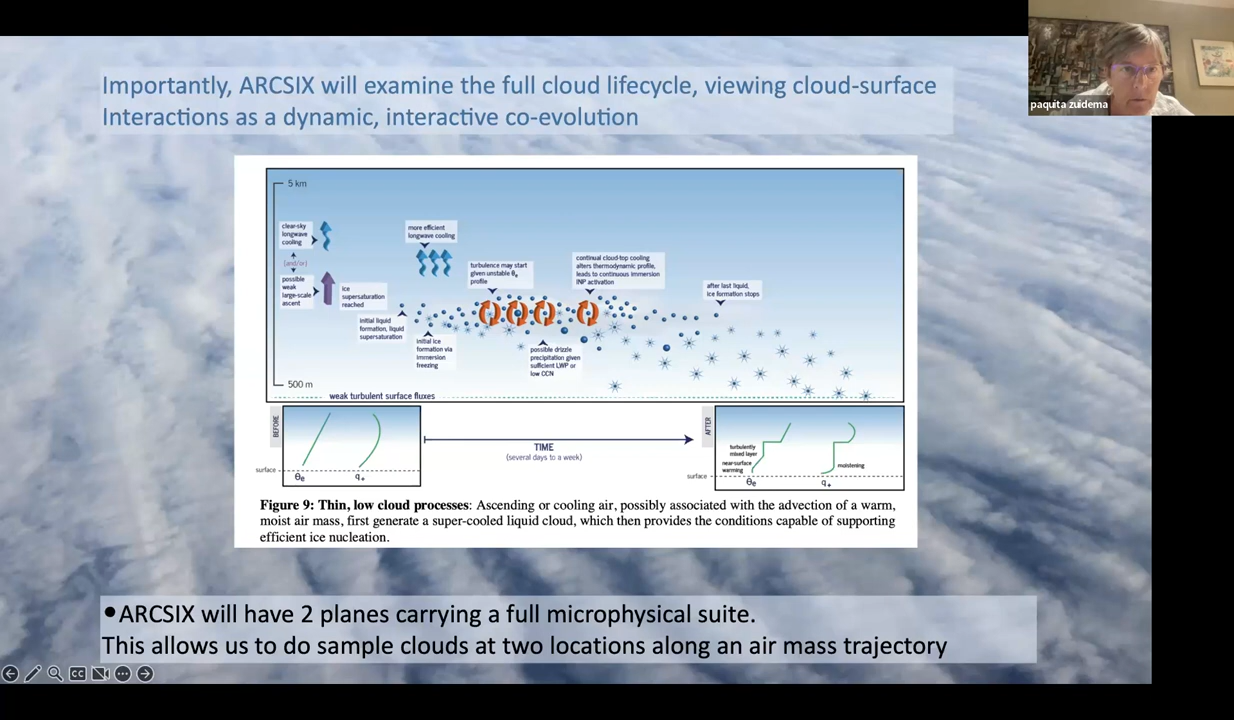 paquita zuidema
Importantly, ARCSIX will examine the full cloud lifecycle, viewing cloud-surface
Interactions as a dynamic, interactive co-evolution
5 km
clear-sky
longwave
cooling
(and/or)
possible
weak
large-scale
ascent
ice
supersaturation
reached
more efficient
longwave cooling
initial liquid
formation, liquid
supersaturation
initial ice
formation via
immersion
freezing
turbulence may start
given unstable θe
profile
possible drizzle
precipitation given
sufficient LWP or
low CCN
continual cloud-top cooling
alters thermodynamic profile,
leads to continuous immersion
INP activation
after last liquid,
ice formation stops
500 m
weak turbulent surface fluxes
BEFORE
surface
θe
q+
TIME
(several days to a week)
AFTER
turbulently
mixed layer
near-surface
warming
moistening
surface
θe
q+
Figure 9: Thin, low cloud processes: Ascending or cooling air, possibly associated with the advection of a warm,
moist air mass, first generate a super-cooled liquid cloud, which then provides the conditions capable of supporting
efficient ice nucleation.
•ARCSIX will have 2 planes carrying a full microphysical suite.
This allows us to do sample clouds at two locations along an air mass trajectory
CC